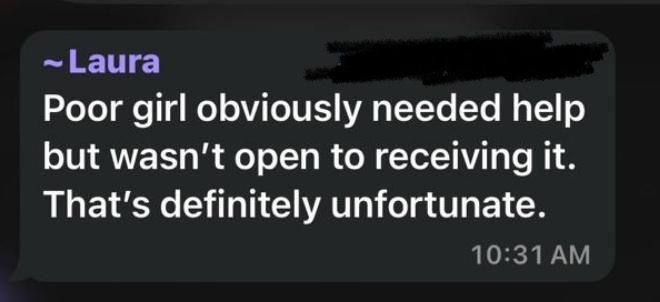 ~Laura
Poor girl obviously needed help
but wasn’t open to receiving it.
That’s definitely unfortunate.
10:31 AM